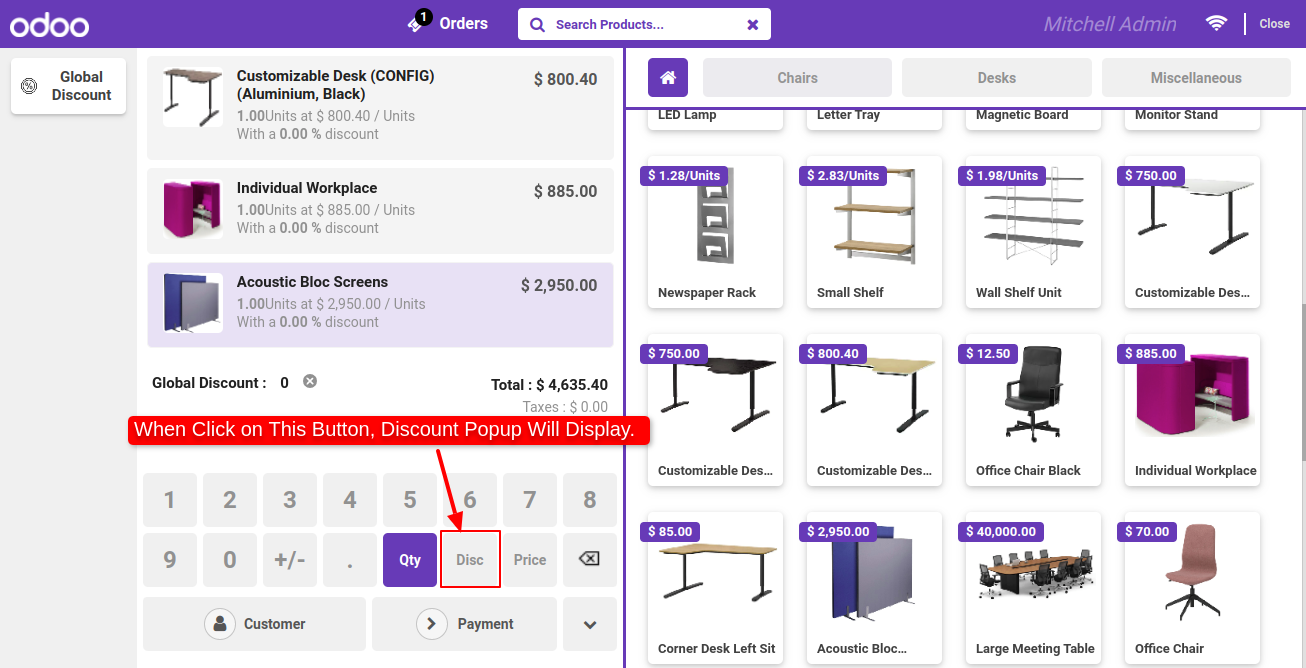 odoo
1
Orders
Search Products...
Mitchell Admin
Close
Global
Discount
Customizable Desk (CONFIG)
(Aluminium, Black)
$ 800.40
1.00Units at $ 800.40 / Units
With a 0.00 % discount
Individual Workplace
$ 885.00
1.00Units at $ 885.00 / Units
With a 0.00 % discount
Acoustic Bloc Screens
$ 2,950.00
1.00Units at $ 2,950.00 / Units
With a 0.00 % discount
Global Discount : 0
Total : $ 4,635.40
Taxes : $ 0.00
When Click on This Button, Discount Popup Will Display.
1 2 3 4 5 6 7 8
9 0 +/- . Qty Disc Price
Customer
Payment
Chairs
Desks
Miscellaneous
LED Lamp
Letter Tray
Magnetic Board
Monitor Stand
$ 1.28/Units
$ 2.83/Units
$ 1.98/Units
$ 750.00
Newspaper Rack
Small Shelf
Wall Shelf Unit
Customizable Des...
$ 750.00
$ 800.40
$ 12.50
$ 885.00
Customizable Des...
Customizable Des...
Office Chair Black
Individual Workplace
$ 85.00
$ 2,950.00
$ 40,000.00
$ 70.00
Corner Desk Left Sit
Acoustic Bloc...
Large Meeting Table
Office Chair